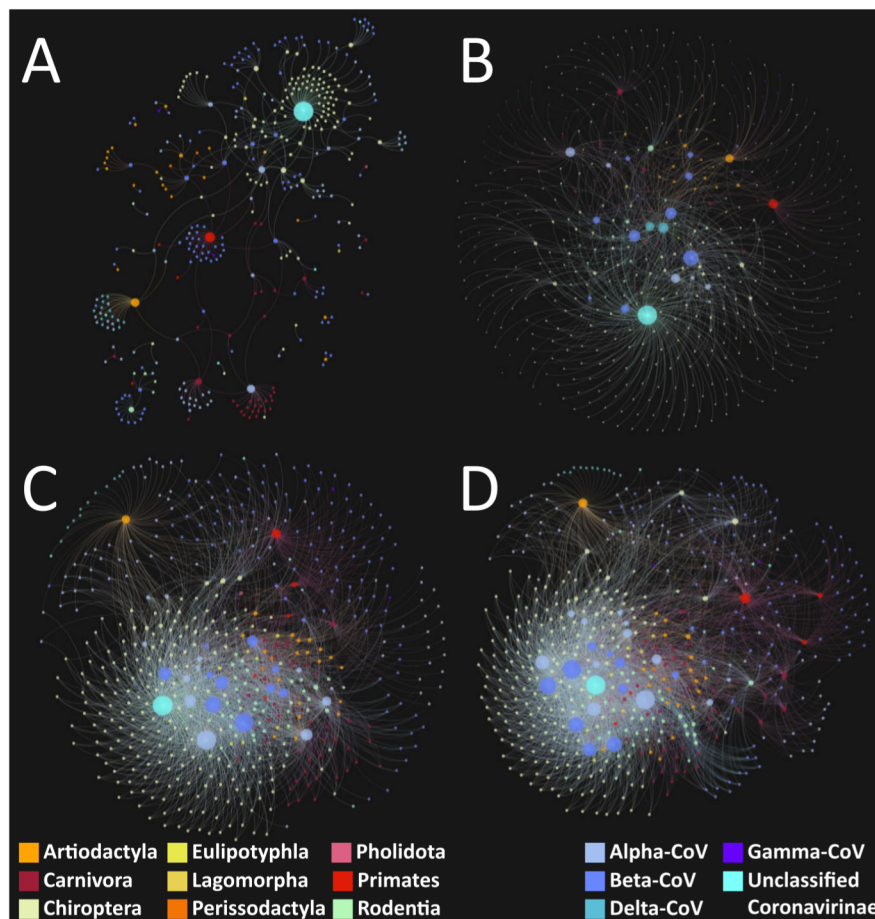 A
B
C
D
Artiodactyla Eulipotyphla Pholidota Alpha-CoV Gamma-CoV
Carnivora Lagomorpha Primates Beta-CoV Unclassified
Chiroptera Perissodactyla Rodentia Delta-CoV Coronavirinae